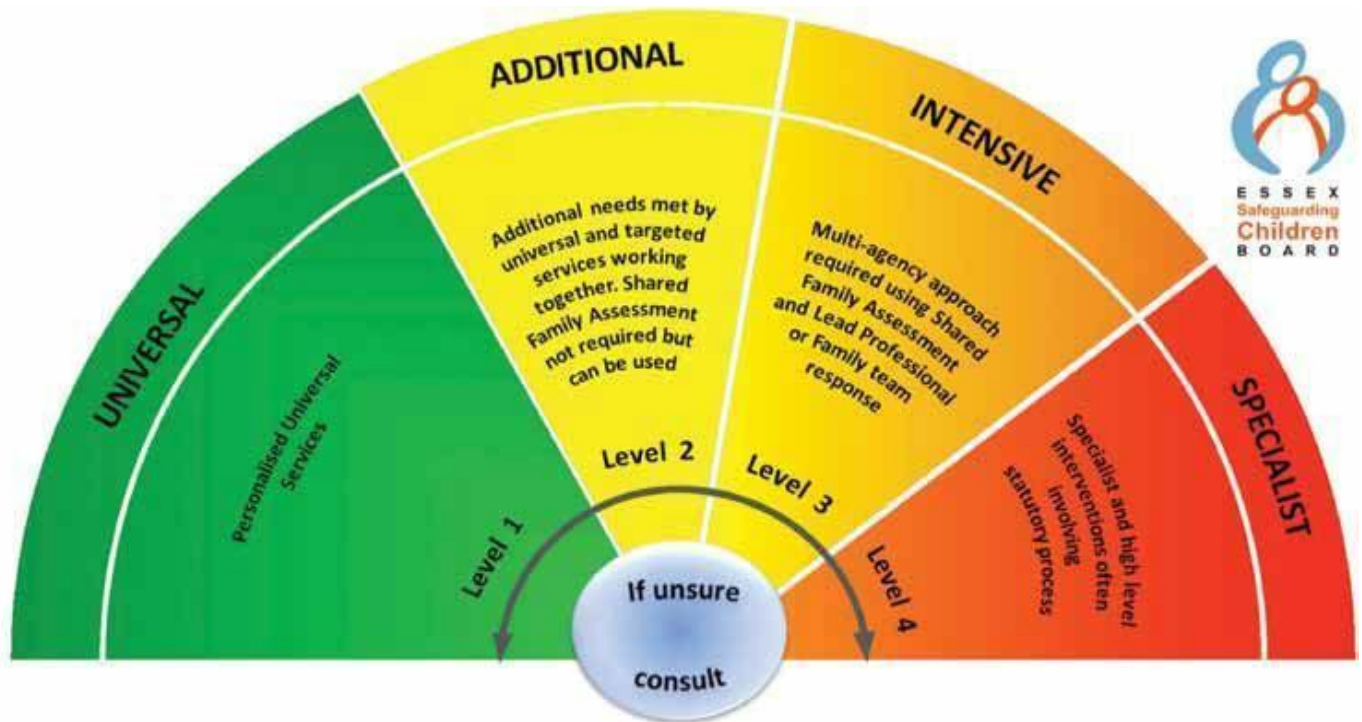 UNIVERSAL
Personalised Universal
Services
Level 1
ADDITIONAL
Additional needs met by
universal and targeted
services working
together. Shared
Family Assessment
not required but
can be used
Level 2
INTENSIVE
Multi-agency approach
required using Shared
Family Assessment
and Lead Professional
or Family team
response
Level 3
SPECIALIST
Specialist and high level
interventions often
involving
statutory process
Level 4
If unsure
consult
ESSEX
Safeguarding
Children
BOARD